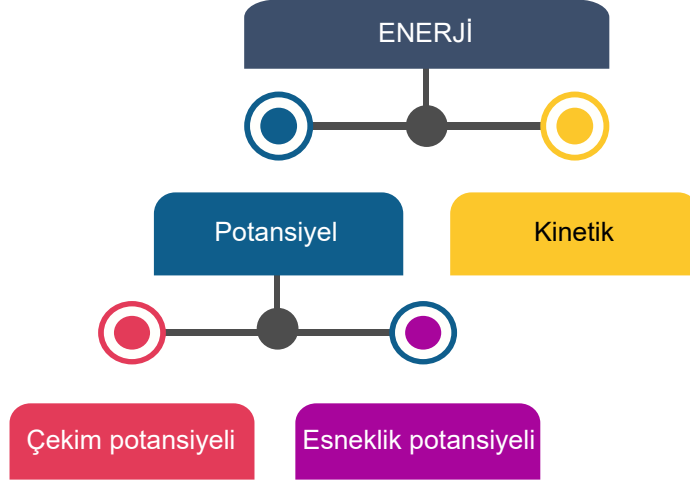 ENERJİ
Potansiyel
Kinetik
Çekim potansiyeli
Esneklik potansiyeli